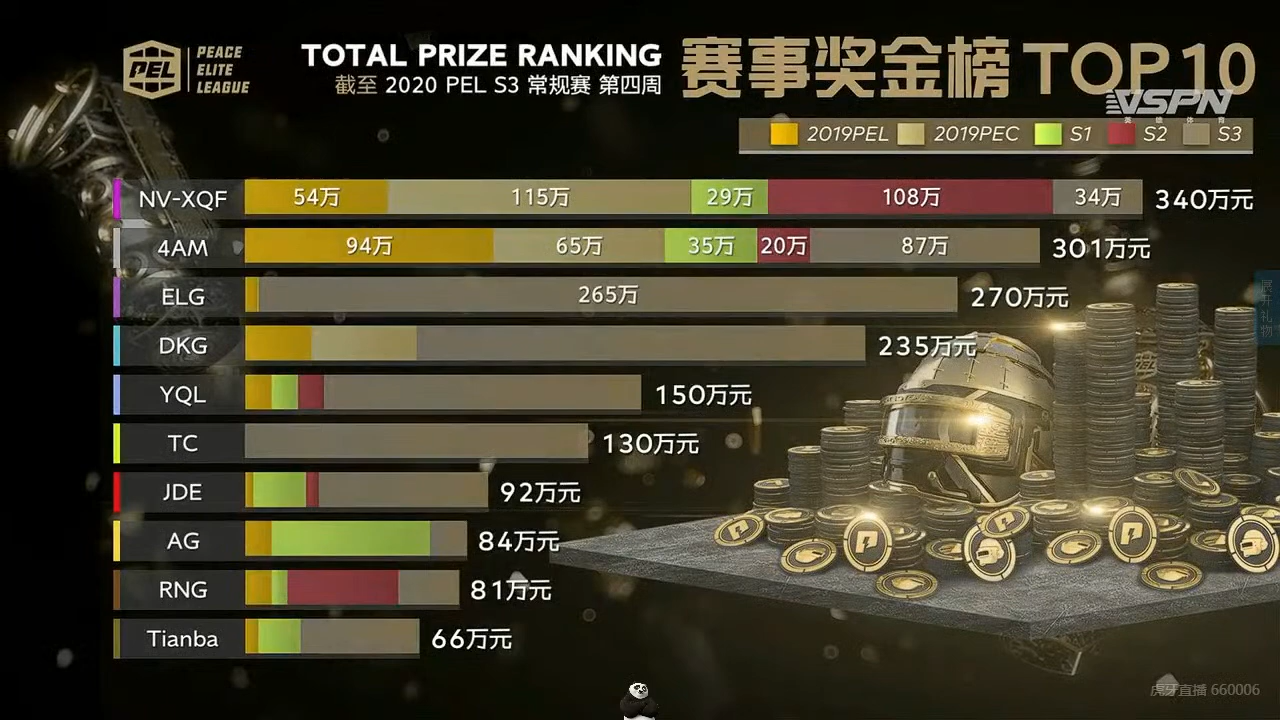 PEL
PEACE
ELITE
LEAGUE
TOTAL PRIZE RANKING
截至 2020 PEL S3 常规赛 第四周
赛事奖金榜 TOP10
VSPN
英雄体育
2019PEL 2019PEC S1 S2 S3
NV-XQF 54万 115万 29万 108万 34万 340万元
4AM 94万 65万 35万 20万 87万 301万元
ELG 265万 270万元
DKG 235万元
YQL 150万元
TC 130万元
JDE 92万元
AG 84万元
RNG 81万元
Tianba 66万元
展开礼物
虎牙直播 660006